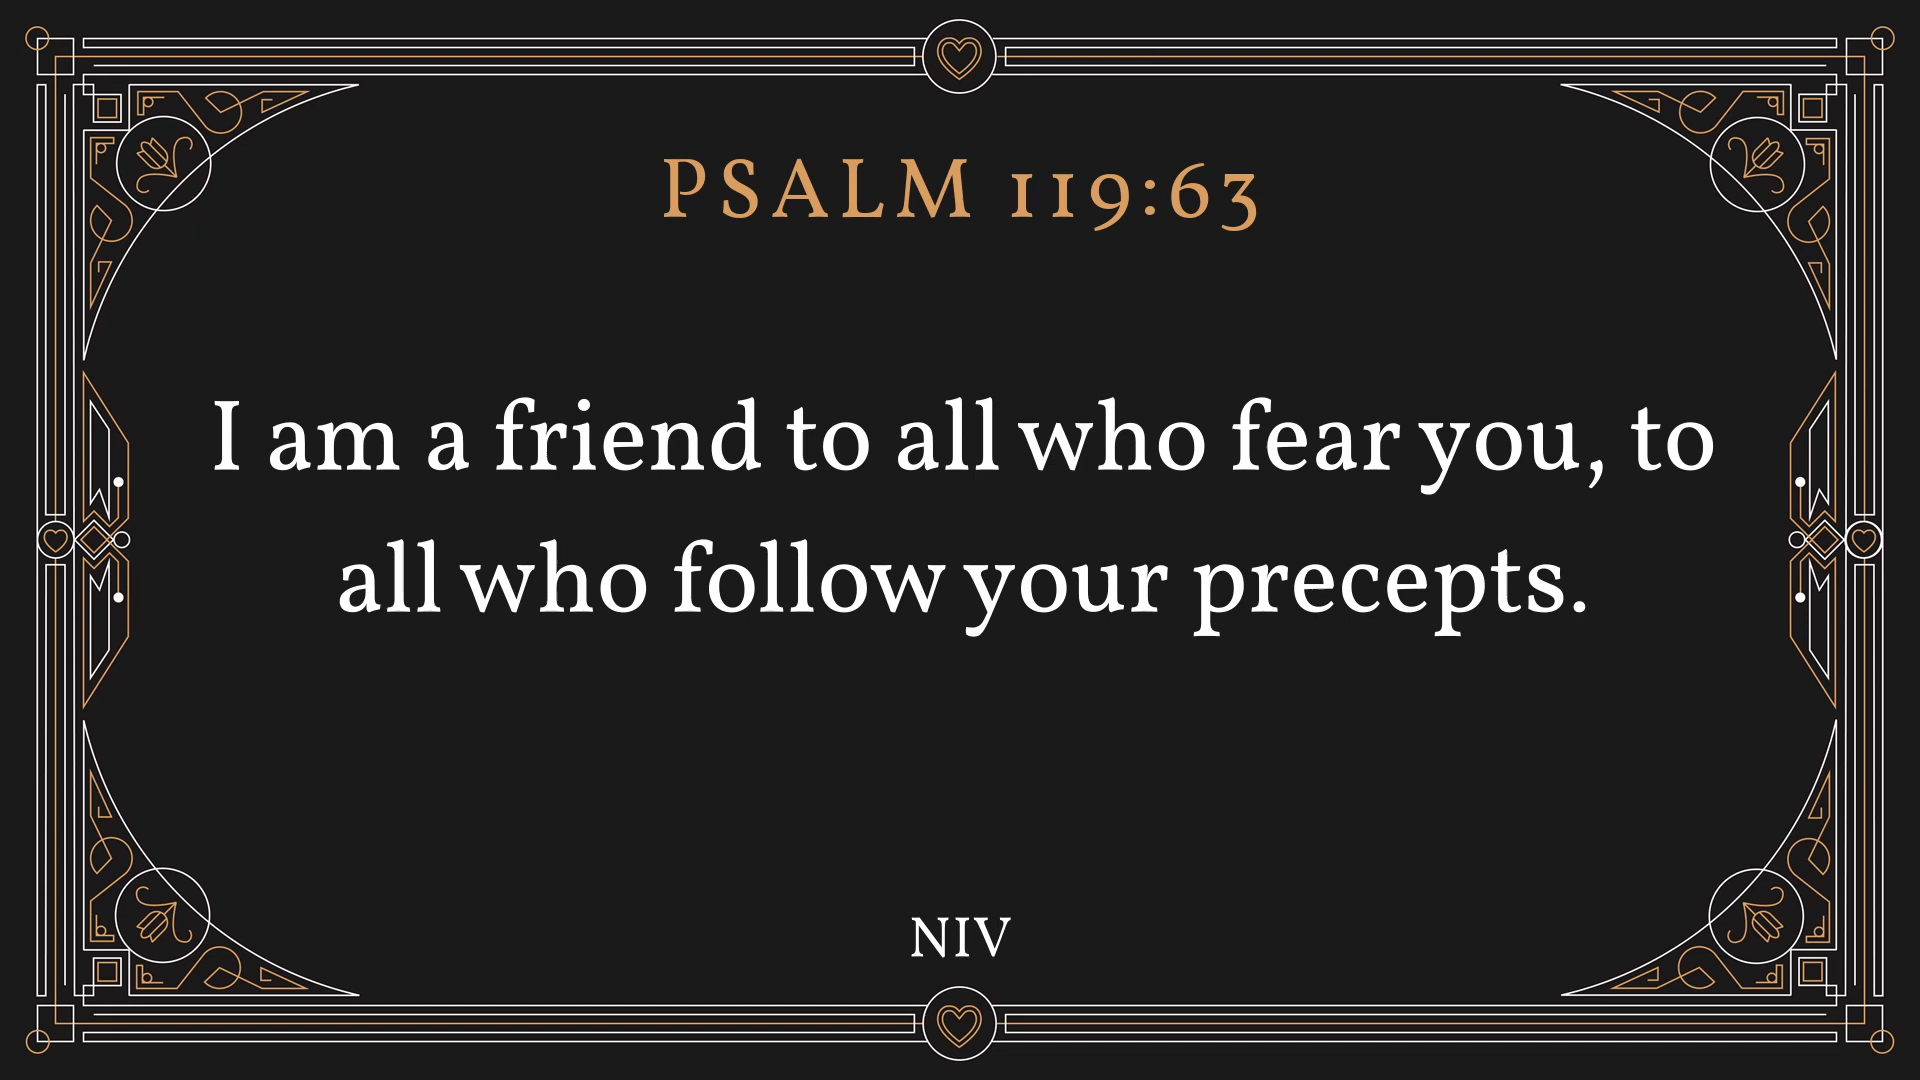 PSALM 119:63
I am a friend to all who fear you, to
all who follow your precepts.
NIV